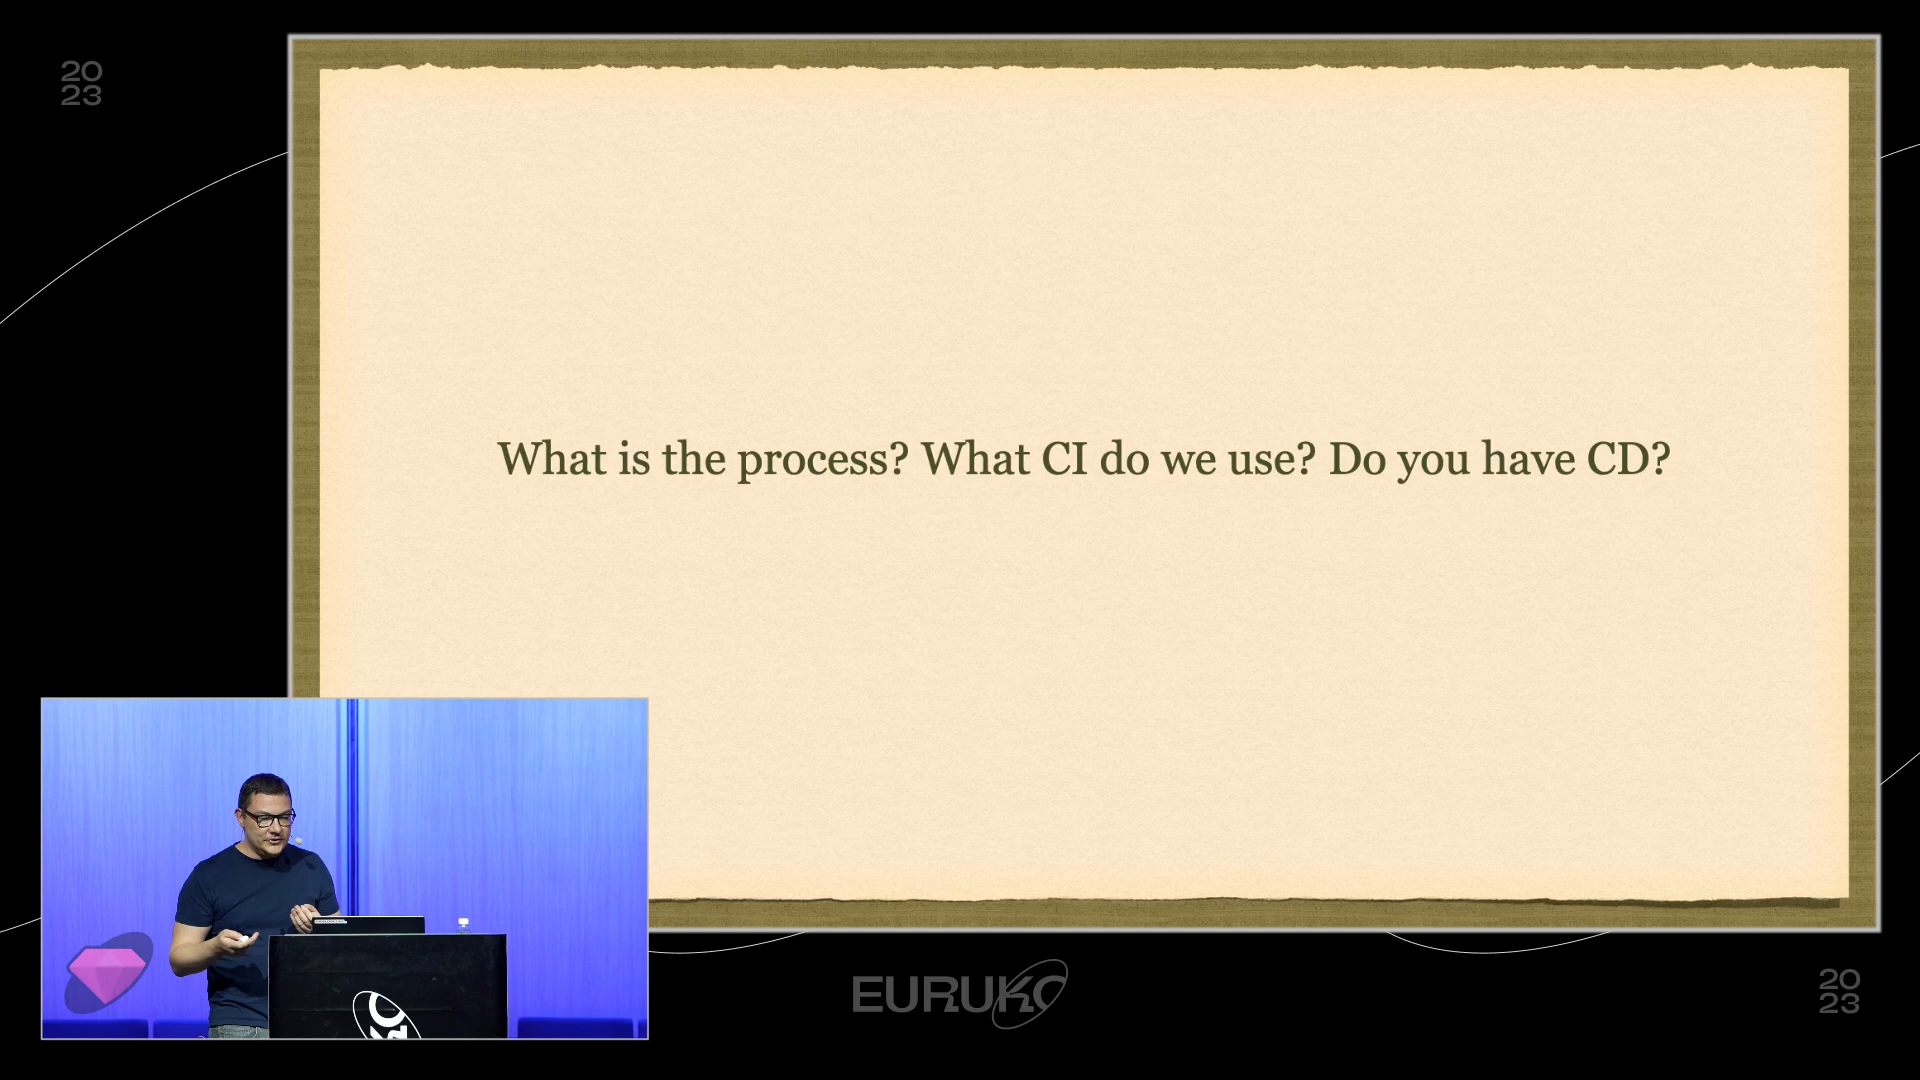 20
23
What is the process? What CI do we use? Do you have CD?
EURUKO
20
23